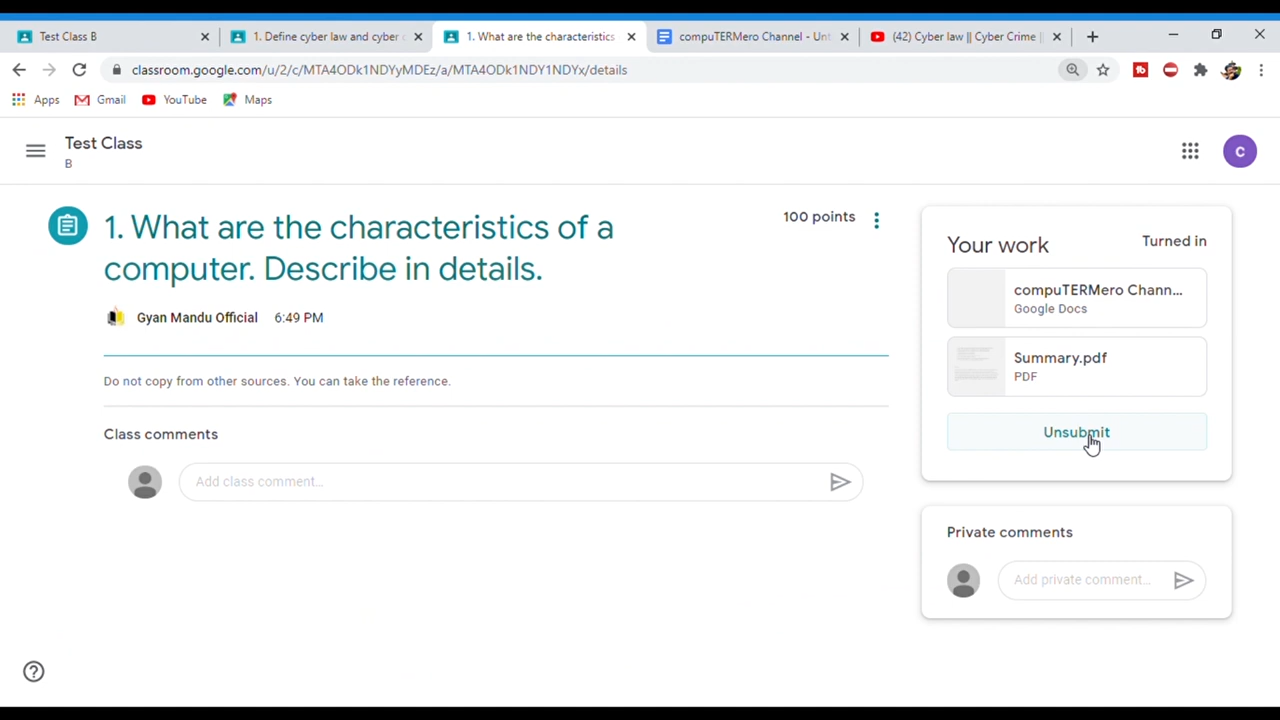 Test Class B
1. Define cyber law and cyber c
1. What are the characteristics
compuTERMero Channel - Unt
(42) Cyber law || Cyber Crime |
classroom.google.com/u/2/c/MTA4ODk1NDYyMDEz/a/MTA4ODk1NDY1NDYx/details
Apps
Gmail
YouTube
Maps
Test Class
B
C
1. What are the characteristics of a
computer. Describe in details.
100 points
Gyan Mandu Official 6:49 PM
Do not copy from other sources. You can take the reference.
Class comments
Add class comment...
Your work
Turned in
compuTERMero Chann...
Google Docs
Summary.pdf
PDF
Unsubmit
Private comments
Add private comment...